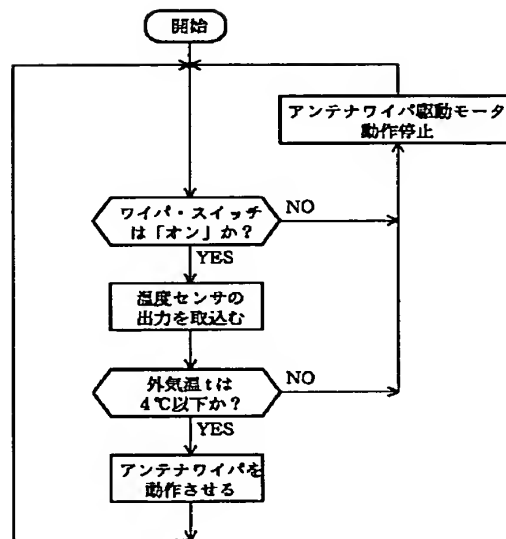 開始
アンテナワイパ駆動モータ
動作停止
ワイパ・スイッチ
は「オン」か？
NO
YES
温度センサの
出力を取込む
外気温tは
4℃以下か？
NO
YES
アンテナワイパを
動作させる